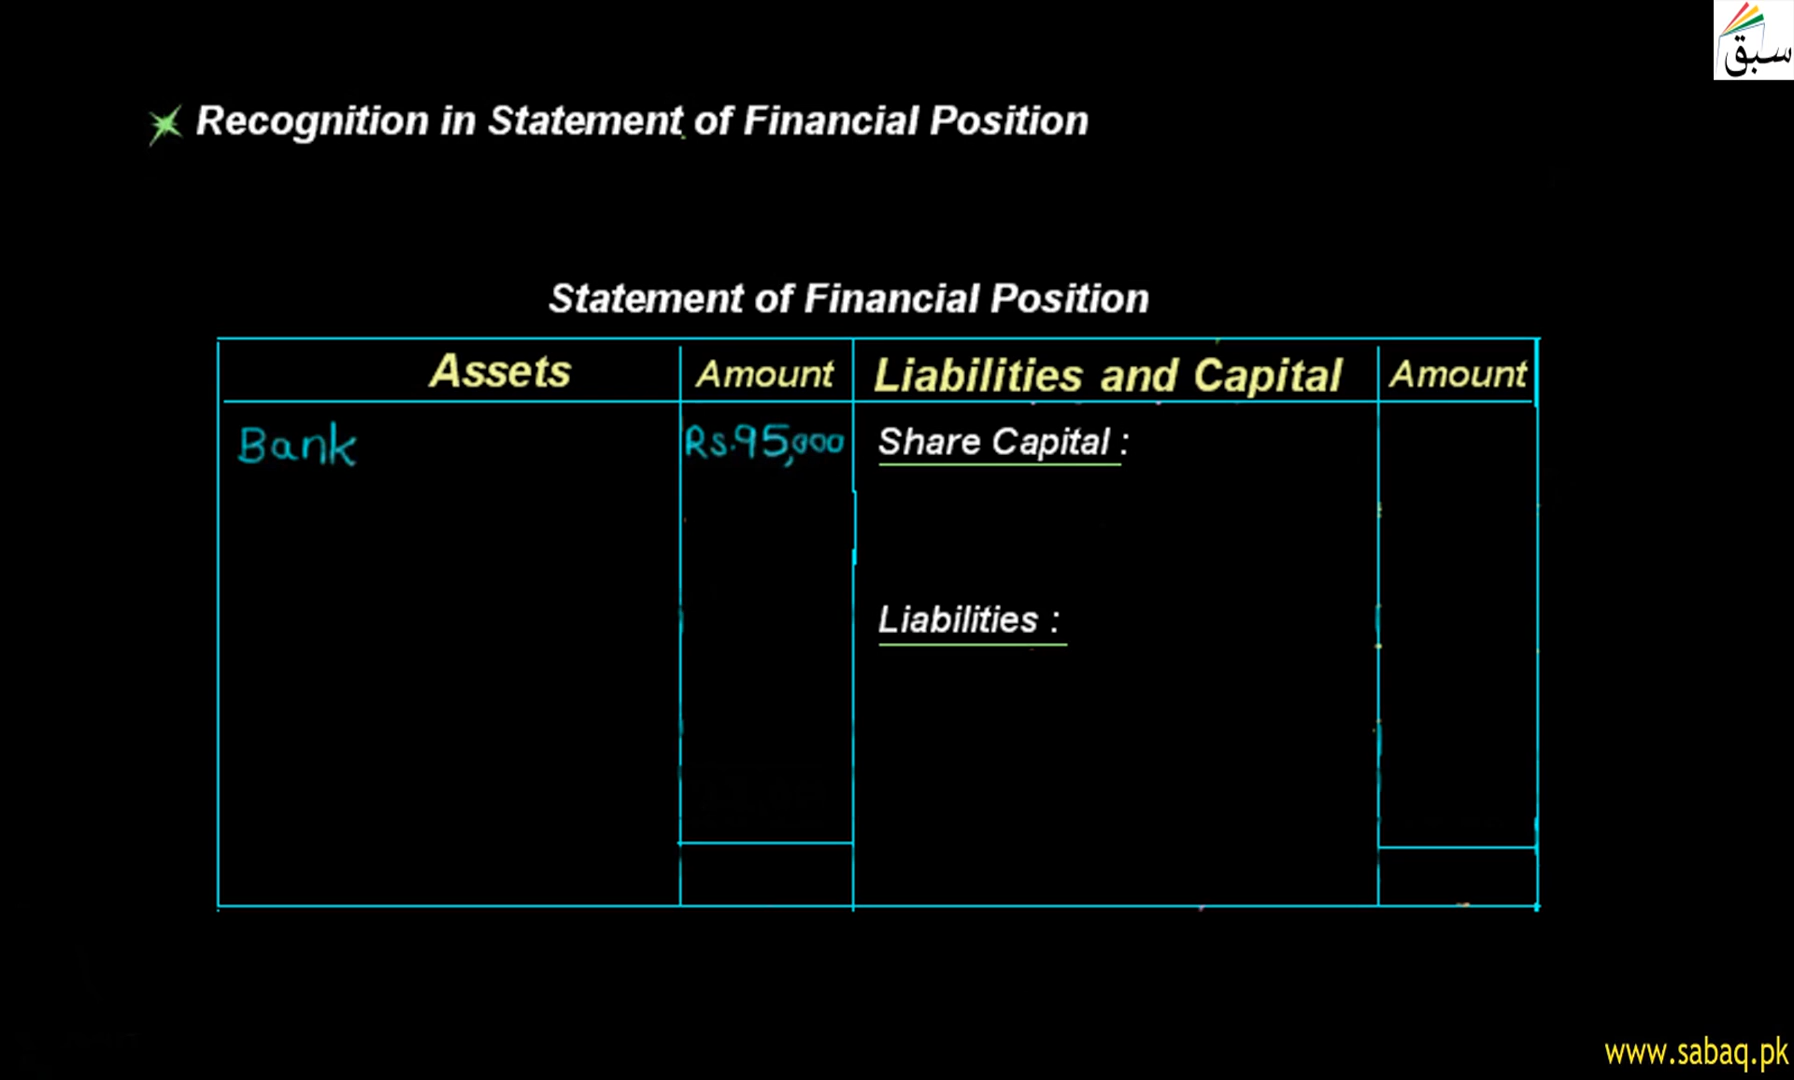 سبق
Recognition in Statement of Financial Position
Statement of Financial Position
Assets Amount Liabilities and Capital Amount
Bank Rs.95,000 Share Capital :
Liabilities :
www.sabaq.pk